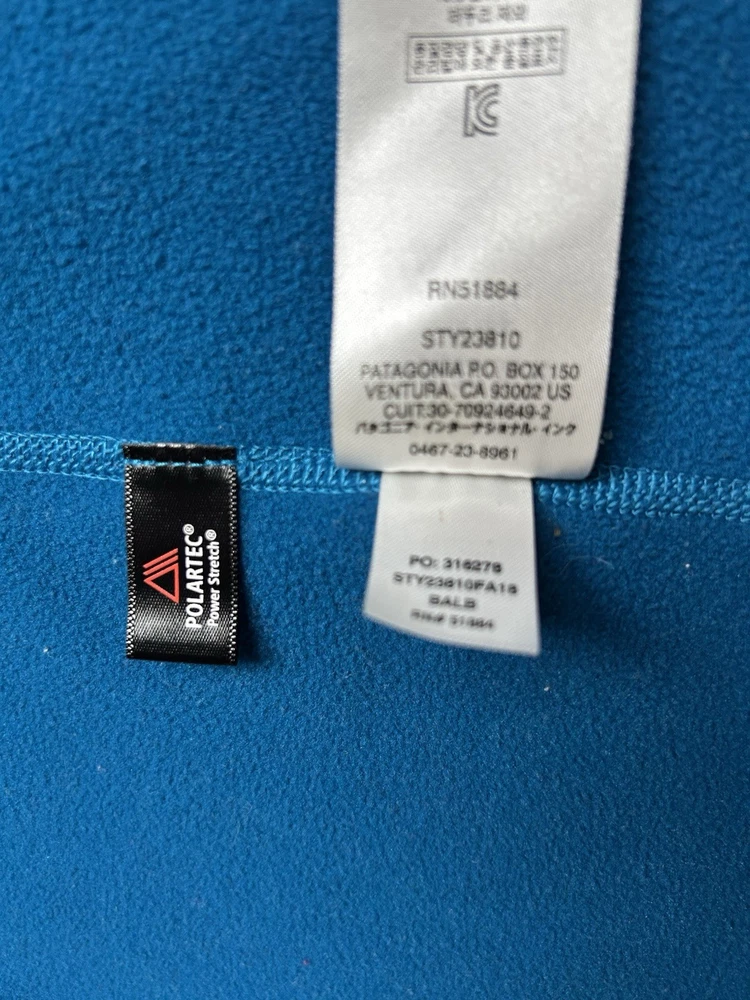 RN51884
STY23810
PATAGONIA P.O. BOX 150
VENTURA, CA 93002 US
CUIT:30-70924649-2
パタゴニア・インターナショナル・インク
0467-23-8961
PO: 316278
STY23810FA18
BALB
RN# 51884
POLARTEC®
Power Stretch®